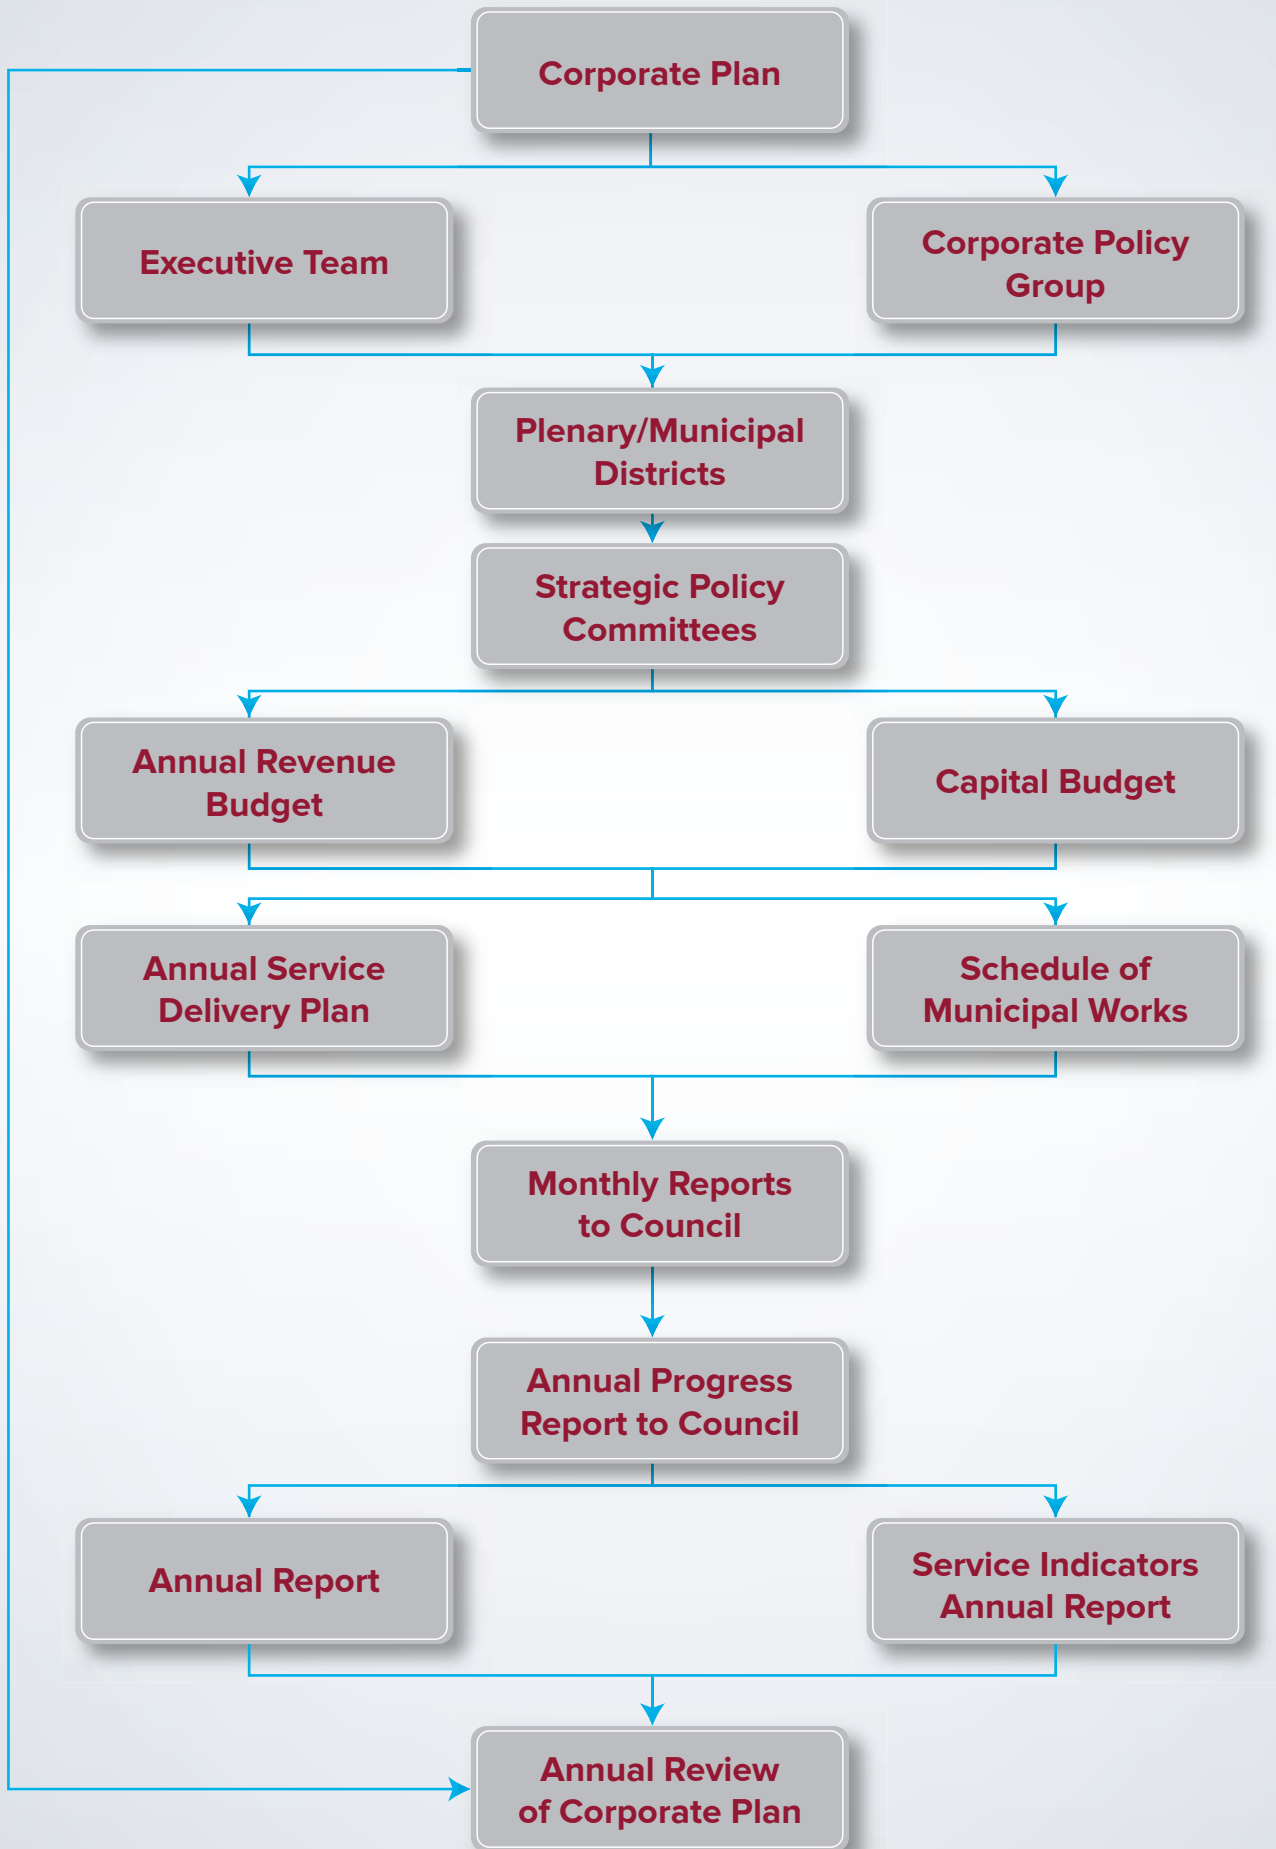 Corporate Plan
Executive Team
Corporate Policy
Group
Plenary/Municipal
Districts
Strategic Policy
Committees
Annual Revenue
Budget
Capital Budget
Annual Service
Delivery Plan
Schedule of
Municipal Works
Monthly Reports
to Council
Annual Progress
Report to Council
Annual Report
Service Indicators
Annual Report
Annual Review
of Corporate Plan